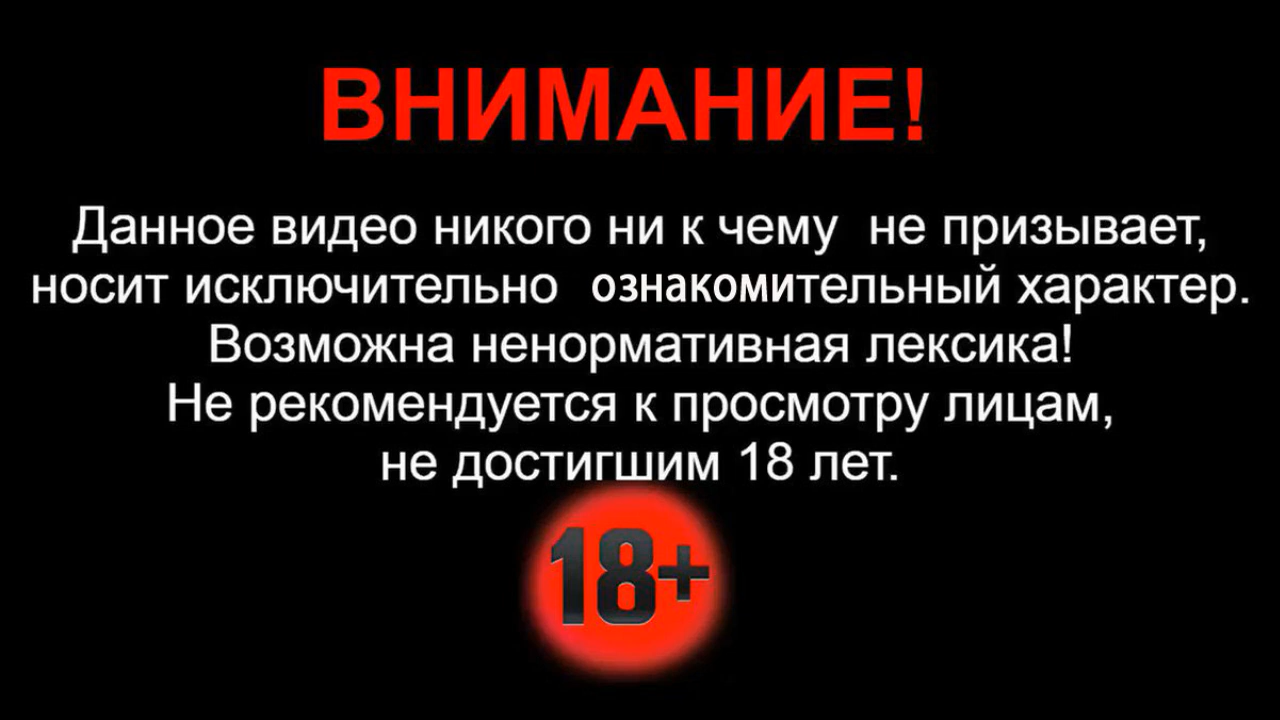 ВНИМАНИЕ!
Данное видео никого ни к чему не призывает,
носит исключительно ознакомительный характер.
Возможна ненормативная лексика!
Не рекомендуется к просмотру лицам,
не достигшим 18 лет.
18+